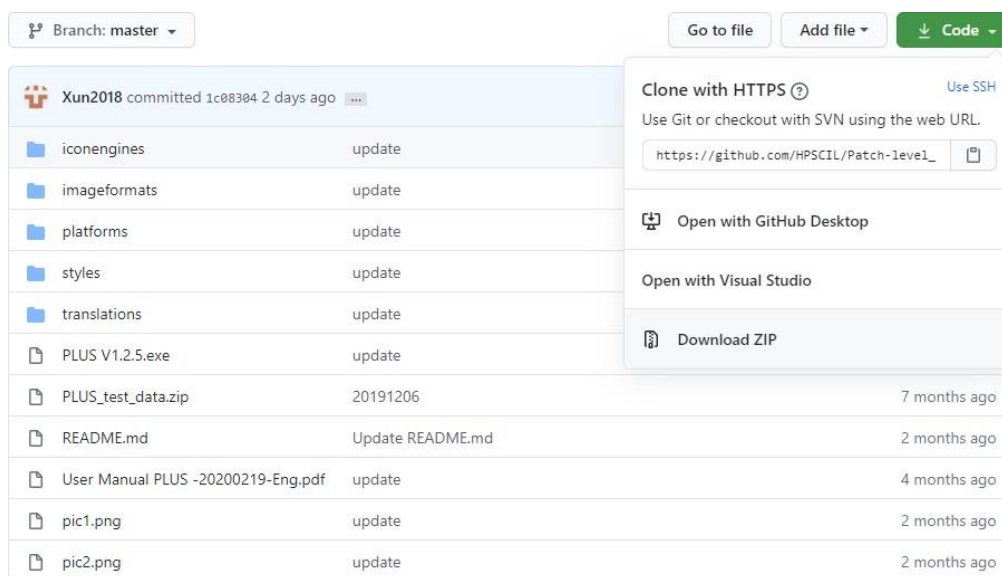 Branch: master
Go to file
Add file
Code
Xun2018 committed 1c08304 2 days ago ...
Clone with HTTPS ?
Use SSH
Use Git or checkout with SVN using the web URL.
https://github.com/HPSCIL/Patch-level_
Open with GitHub Desktop
Open with Visual Studio
Download ZIP
iconengines update
imageformats update
platforms update
styles update
translations update
PLUS V1.2.5.exe update
PLUS_test_data.zip 20191206 7 months ago
README.md Update README.md 2 months ago
User Manual PLUS -20200219-Eng.pdf update 4 months ago
pic1.png update 2 months ago
pic2.png update 2 months ago